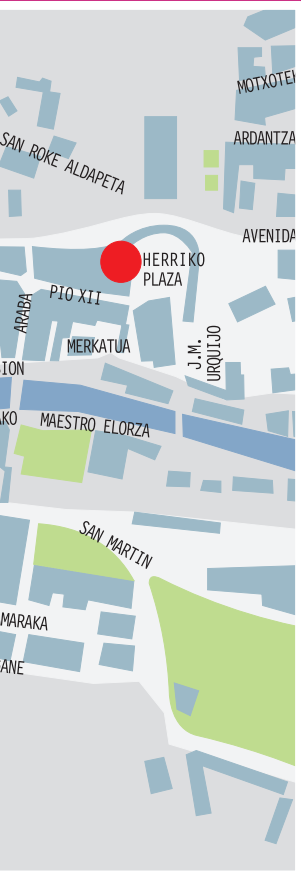 MOTXOTE
ARDANTZA
SAN ROKE ALDAPETA
AVENIDA
HERRIKO
PLAZA
PIO XII
ARABA
MERKATUA
J.M.
URQUIJO
SION
AKO
MAESTRO ELORZA
SAN MARTIN
MARAKA
ANE